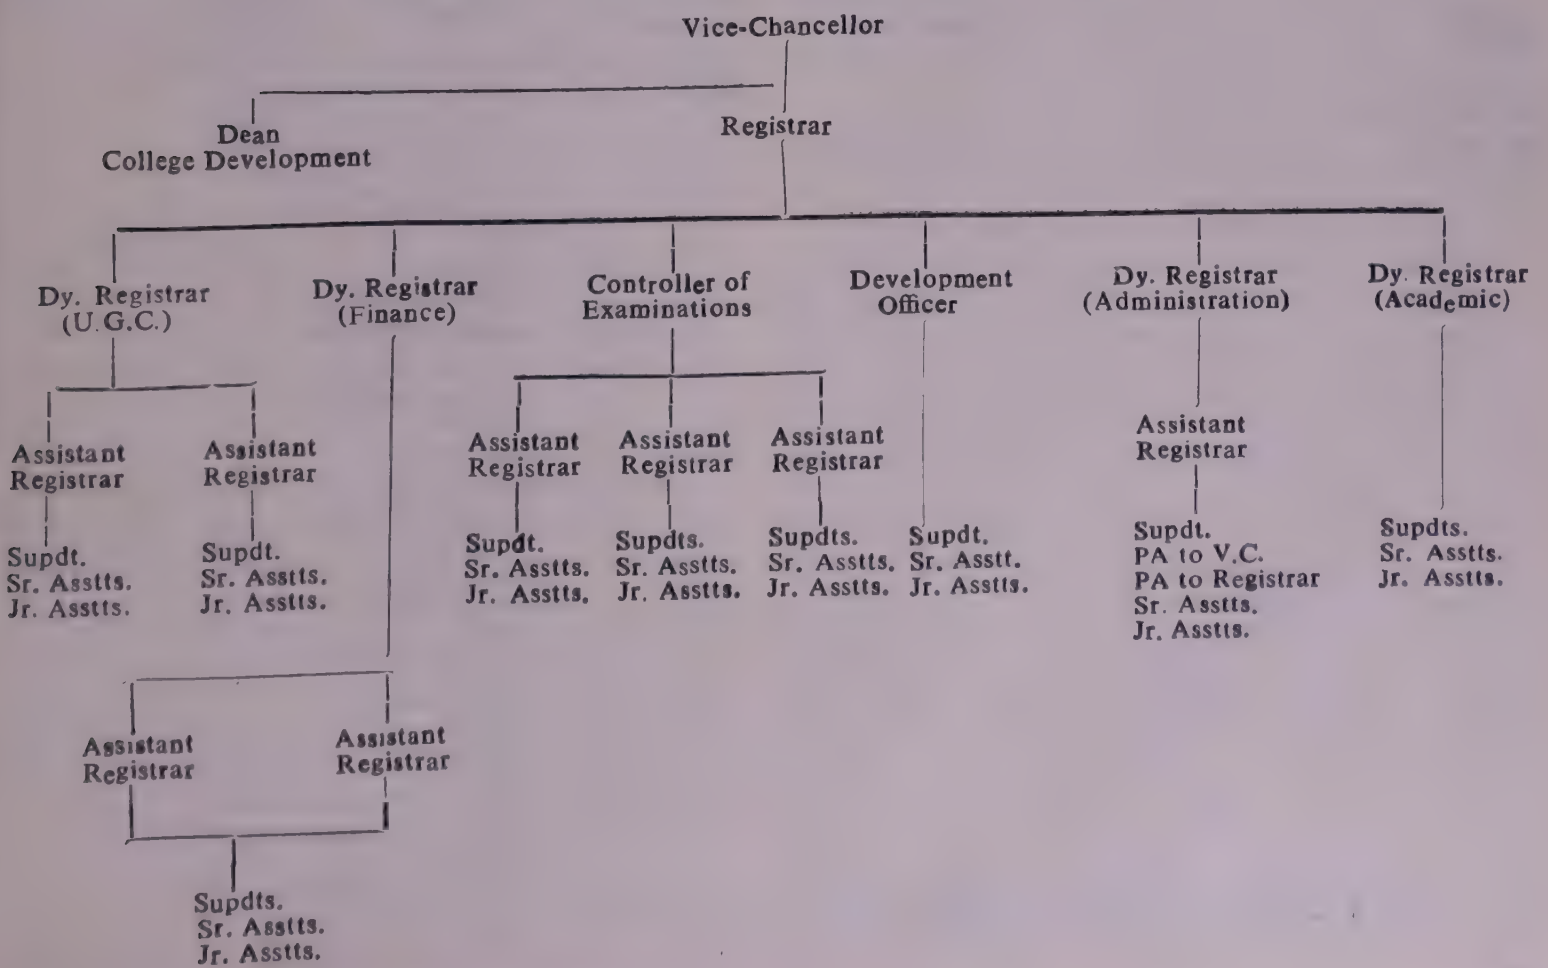 Vice-Chancellor
Dean
College Development
Registrar
Dy. Registrar
(U.G.C.)
Dy. Registrar
(Finance)
Controller of
Examinations
Development
Officer
Dy. Registrar
(Administration)
Dy. Registrar
(Academic)
Assistant
Registrar
Assistant
Registrar
Assistant
Registrar
Assistant
Registrar
Assistant
Registrar
Assistant
Registrar
Supdt.
Sr. Asstts.
Jr. Asstts.
Supdt.
Sr. Asstts.
Jr. Asstts.
Supdt.
Sr. Asstts.
Jr. Asstts.
Supdts.
Sr. Asstts.
Jr. Asstts.
Supdts.
Sr. Asstts.
Jr. Asstts.
Supdt.
Sr. Asstt.
Jr. Asstts.
Supdt.
PA to V.C.
PA to Registrar
Sr. Asstts.
Jr. Asstts.
Supdts.
Sr. Asstts.
Jr. Asstts.
Assistant
Registrar
Assistant
Registrar
Supdts.
Sr. Asstts.
Jr. Asstts.